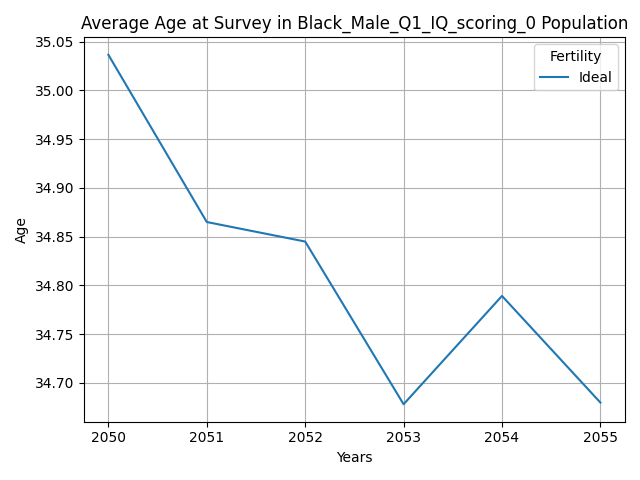 Average Age at Survey in Black_Male_Q1_IQ_scoring_0 Population
Fertility
Ideal
35.05
35.00
34.95
34.90
34.85
34.80
34.75
34.70
Age
2050 2051 2052 2053 2054 2055
Years